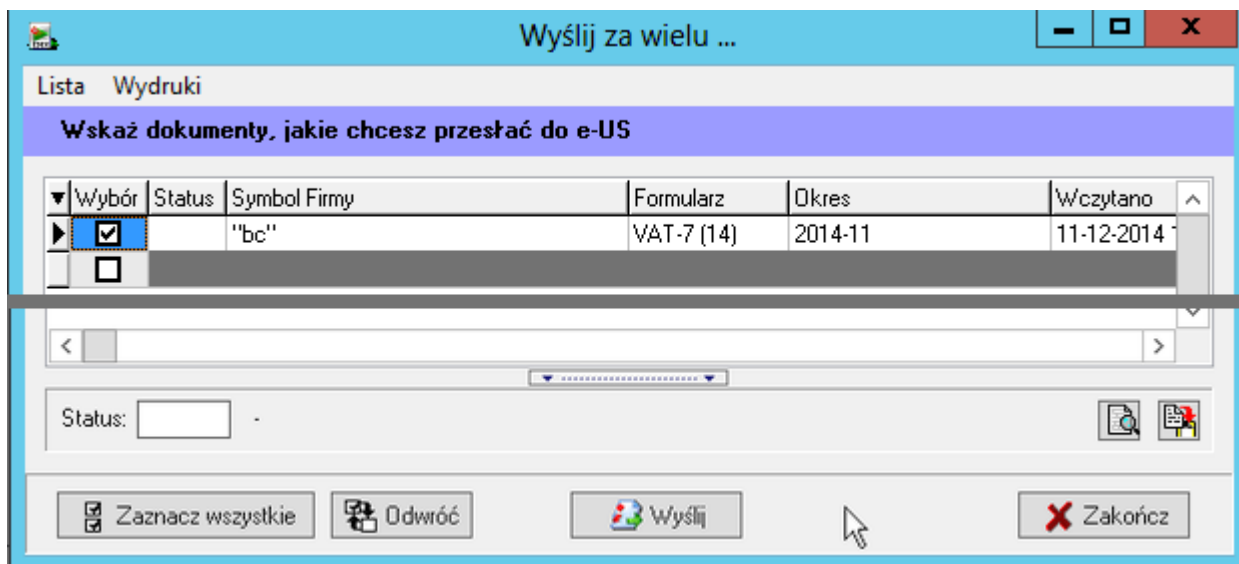 Wyślij za wielu ...
Lista Wydruki
Wskaż dokumenty, jakie chcesz przesłać do e-US
Wybór Status Symbol Firmy Formularz Okres Wczytano
"bc" VAT-7 (14) 2014-11 11-12-2014
Status: -
Zaznacz wszystkie Odwróć Wyślij Zakończ